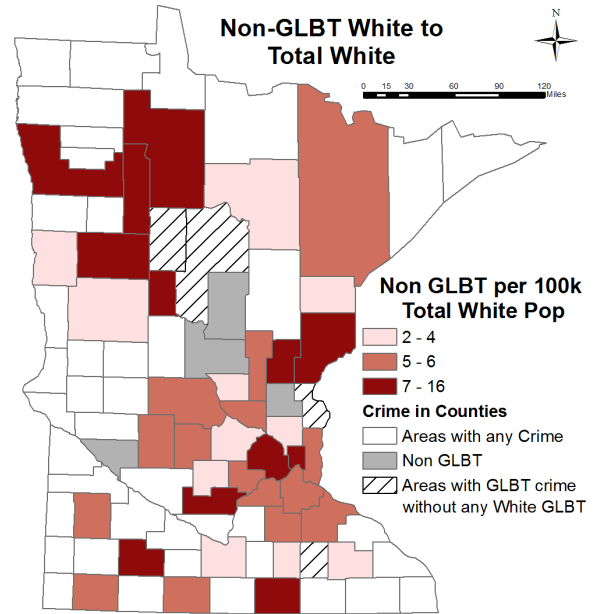 Non-GLBT White to
Total White
N
0 15 30 60 90 120
Miles
Non GLBT per 100k
Total White Pop
2 - 4
5 - 6
7 - 16
Crime in Counties
Areas with any Crime
Non GLBT
Areas with GLBT crime
without any White GLBT